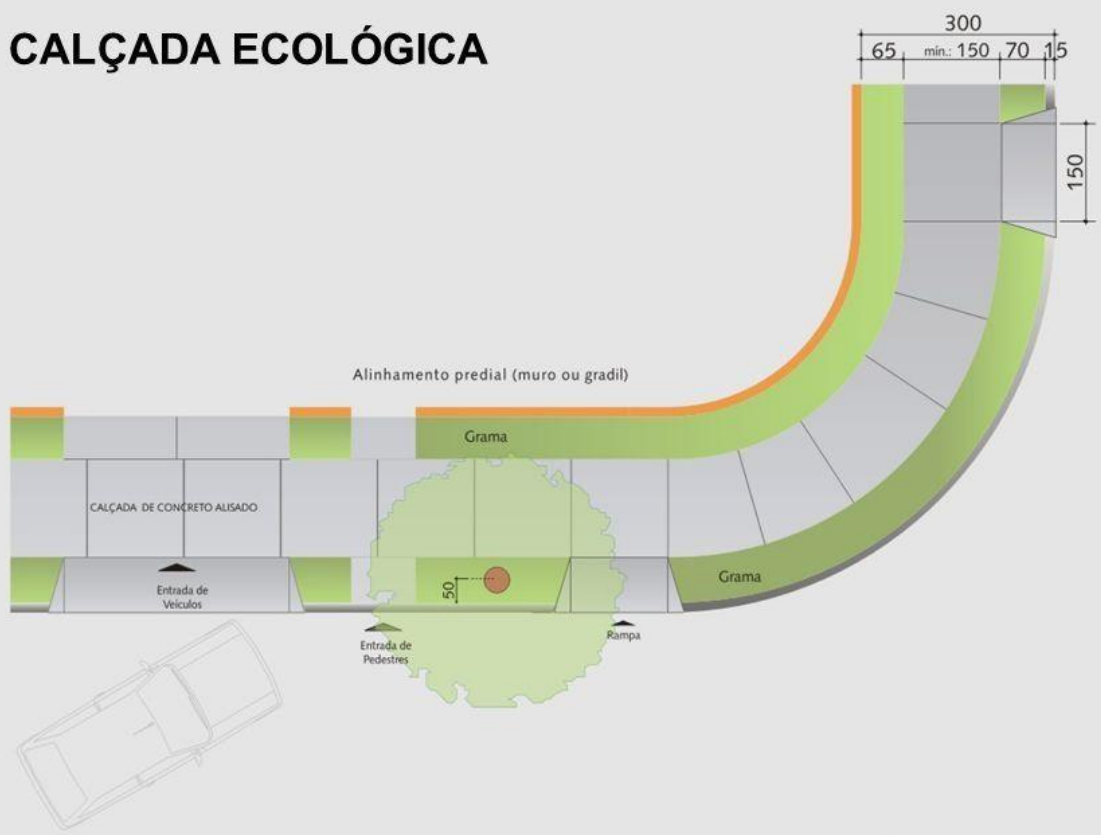 CALÇADA ECOLÓGICA
300
65 mín.: 150 70 15
150
Alinhamento predial (muro ou gradil)
Grama
CALÇADA DE CONCRETO ALISADO
Entrada de
Veículos
50
Grama
Entrada de
Pedestres
Rampa